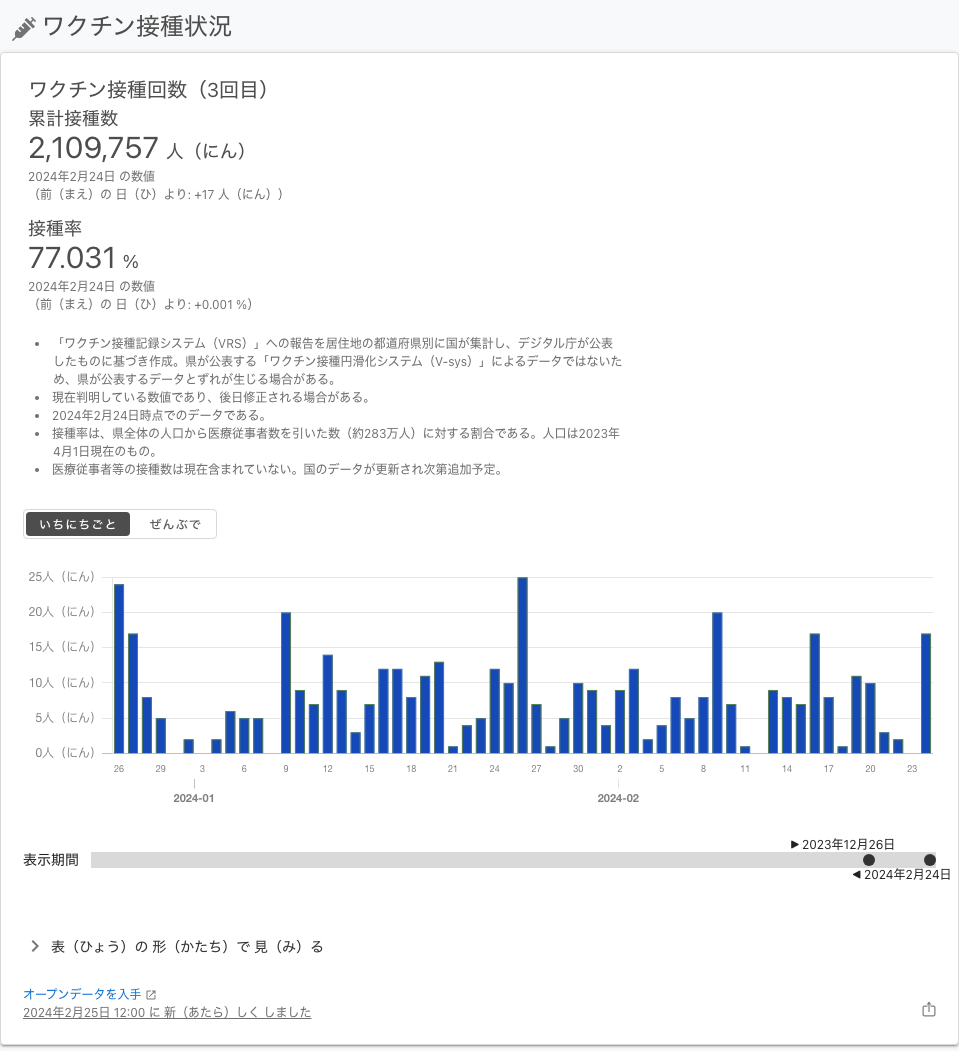 ワクチン接種状況
ワクチン接種回数（3回目）
累計接種数
2,109,757 人（にん）
2024年2月24日 の数値
（前（まえ）の 日（ひ）より: +17 人（にん））
接種率
77.031 %
2024年2月24日 の数値
（前（まえ）の 日（ひ）より: +0.001 %）
• 「ワクチン接種記録システム（VRS）」への報告を居住地の都道府県別に国が集計し、デジタル庁が公表
したものに基づき作成。県が公表する「ワクチン接種円滑化システム（V-sys）」によるデータではないた
め、県が公表するデータとずれが生じる場合がある。
• 現在判明している数値であり、後日修正される場合がある。
• 2024年2月24日時点でのデータである。
• 接種率は、県全体の人口から医療従事者数を引いた数（約283万人）に対する割合である。人口は2023年
4月1日現在のもの。
• 医療従事者等の接種数は現在含まれていない。国のデータが更新され次第追加予定。
いちにちごと ぜんぶで
25人（にん）
20人（にん）
15人（にん）
10人（にん）
5人（にん）
0人（にん）
26 29 3 6 9 12 15 18 21 24 27 30 2 5 8 11 14 17 20 23
2024-01 2024-02
▶ 2023年12月26日
表示期間
◀ 2024年2月24日
表（ひょう）の 形（かたち）で 見（み）る
オープンデータを入手
2024年2月25日 12:00 に 新（あたら）しく しました